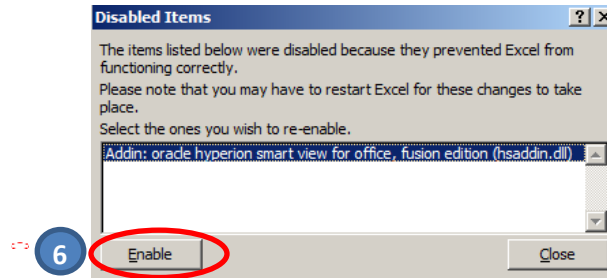 Disabled Items
The items listed below were disabled because they prevented Excel from
functioning correctly.
Please note that you may have to restart Excel for these changes to take
place.
Select the ones you wish to re-enable.
Addin: oracle hyperion smart view for office, fusion edition (hsaddin.dll)
6 Enable Close